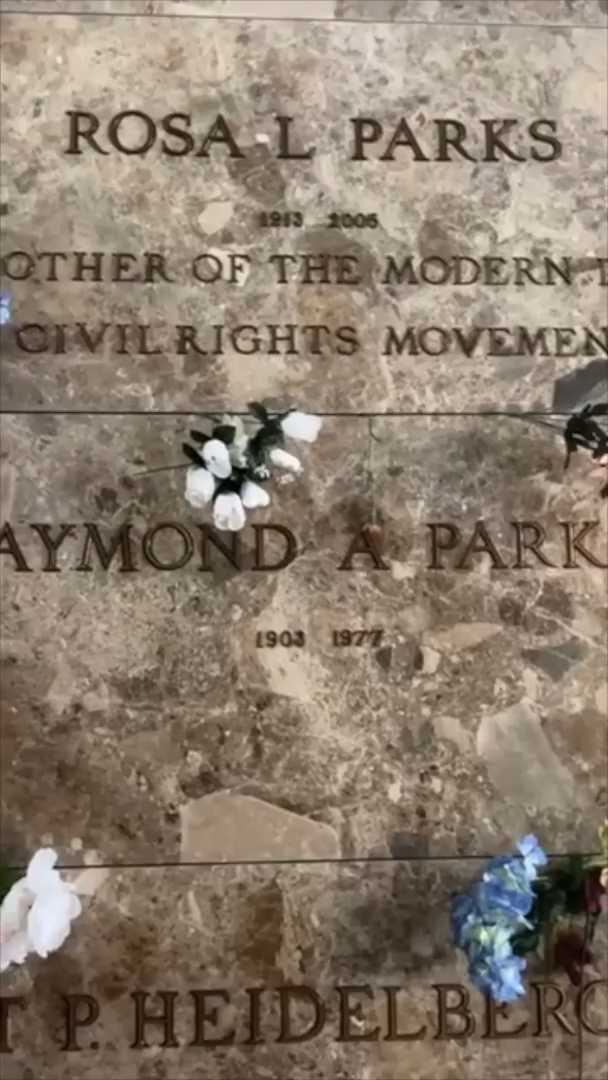 ROSA L PARKS
1913 2005
OTHER OF THE MODERN
CIVIL RIGHTS MOVEMEN
AYMOND A PARK
1903 1977
T P. HEIDELBERG